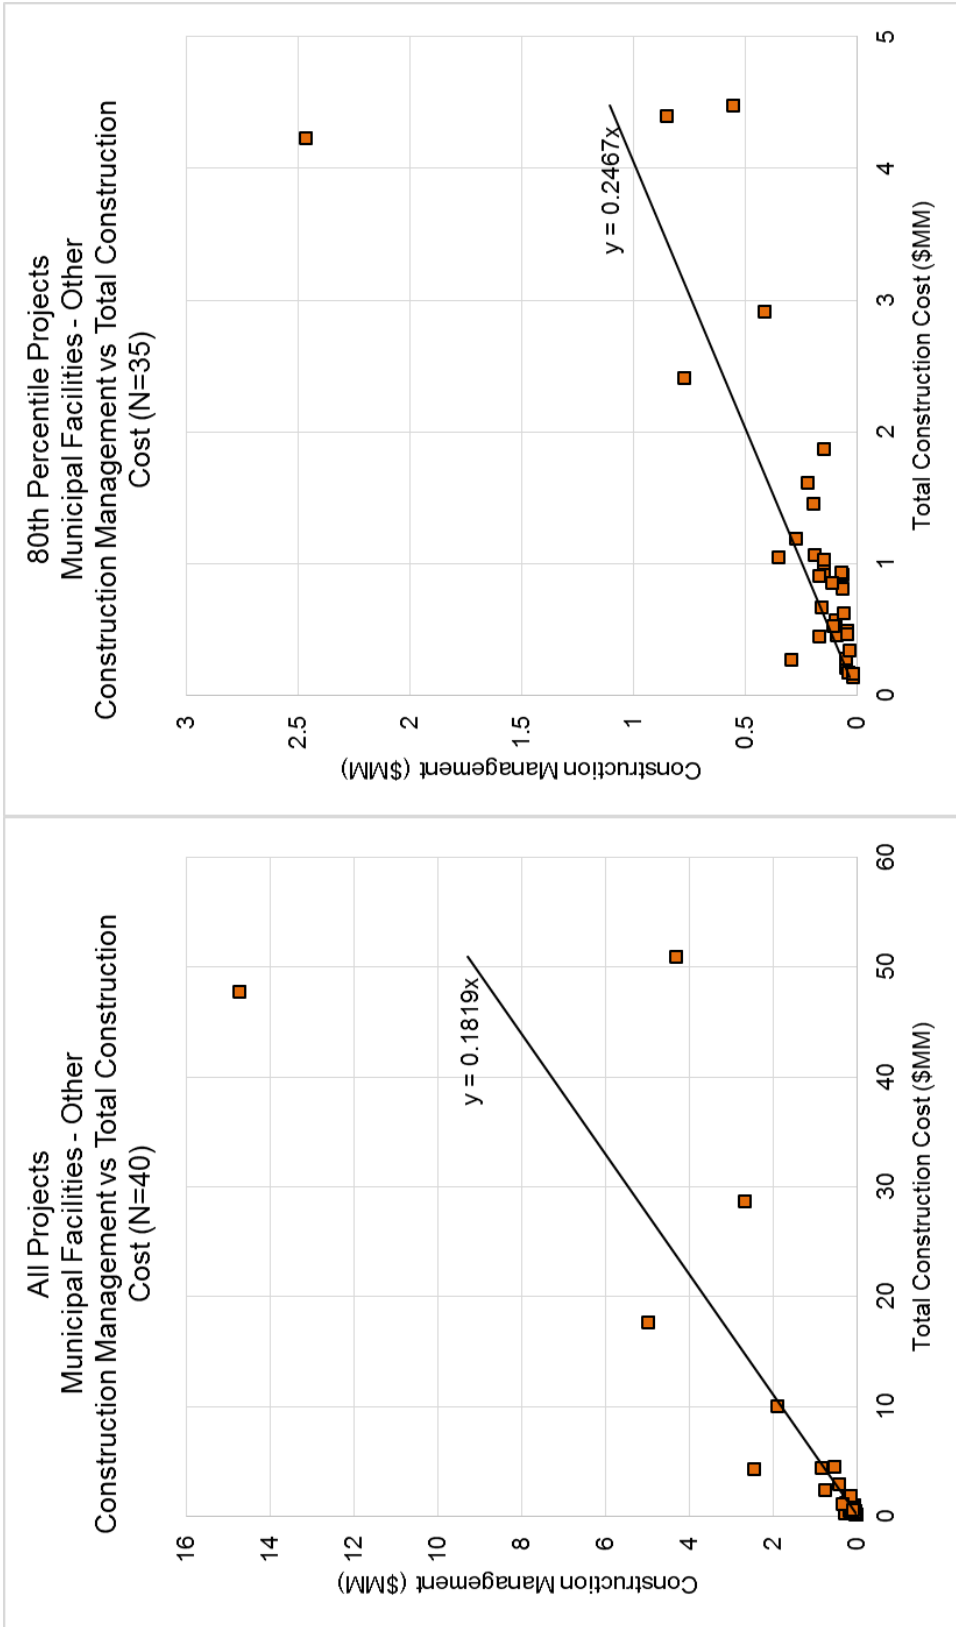 All Projects
Municipal Facilities - Other
Construction Management vs Total Construction
Cost (N=40)
16
14
12
10
8
6
4
2
0
Construction Management ($MM)
y = 0.1819x
0
10
20
30
40
50
60
Total Construction Cost ($MM)
80th Percentile Projects
Municipal Facilities - Other
Construction Management vs Total Construction
Cost (N=35)
3
2.5
2
1.5
1
0.5
0
Construction Management ($MM)
y = 0.2467x
0
1
2
3
4
5
Total Construction Cost ($MM)